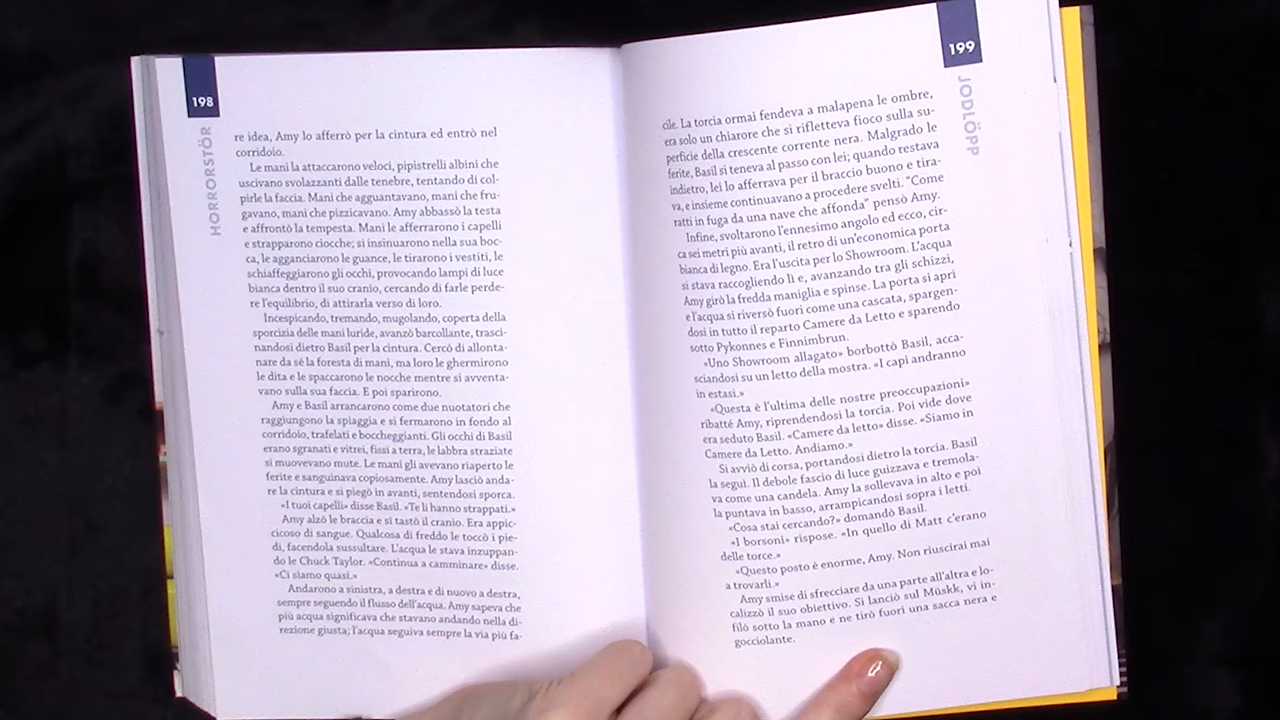 198
HORRORSTÖR
re idea, Amy lo afferrò per la cintura ed entrò nel
corridoio.
Le mani la attaccarono veloci, pipistrelli albini che
uscivano svolazzanti dalle tenebre, tentando di col-
pirle la faccia. Mani che agguantavano, mani che fru-
gavano, mani che pizzicavano. Amy abbassò la testa
e affrontò la tempesta. Mani le afferrarono i capelli
e strapparono ciocche; si insinuarono nella sua boc-
ca, le agganciarono le guance, le tirarono i vestiti, le
schiaffeggiarono gli occhi, provocando lampi di luce
bianca dentro il suo cranio, cercando di farle perde-
re l'equilibrio, di attirarla verso di loro.
Incespicando, tremando, mugolando, coperta della
sporcizia delle mani luride, avanzò barcollante, trasci-
nandosi dietro Basil per la cintura. Cercò di allonta-
nare da sé la foresta di mani, ma loro le ghermirono
le dita e le spaccarono le nocche mentre si avventa-
vano sulla sua faccia. E poi sparirono.
Amy e Basil arrancarono come due nuotatori che
raggiungono la spiaggia e si fermarono in fondo al
corridoio, trafelati e boccheggianti. Gli occhi di Basil
erano sgranati e vitrei, fissi a terra, le labbra straziate
si muovevano mute. Le mani gli avevano riaperto le
ferite e sanguinava copiosamente. Amy lasciò anda-
re la cintura e si piegò in avanti, sentendosi sporca.
«I tuoi capelli» disse Basil. «Te li hanno strappati.»
Amy alzò le braccia e si tastò il cranio. Era appic-
cicoso di sangue. Qualcosa di freddo le toccò i pie-
di, facendola sussultare. L'acqua le stava inzuppan-
do le Chuck Taylor. «Continua a camminare» disse.
«Ci siamo quasi.»
Andarono a sinistra, a destra e di nuovo a destra,
sempre seguendo il flusso dell'acqua. Amy sapeva che
più acqua significava che stavano andando nella di-
rezione giusta; l'acqua seguiva sempre la via più fa-
199
JODLÖPP
cile. La torcia ormai fendeva a malapena le ombre,
era solo un chiarore che si rifletteva fioco sulla su-
perficie della crescente corrente nera. Malgrado le
ferite, Basil si teneva al passo con lei; quando restava
indietro, lei lo afferrava per il braccio buono e tira-
va, e insieme continuavano a procedere svelti. "Come
ratti in fuga da una nave che affonda" pensò Amy.
Infine, svoltarono l'ennesimo angolo ed ecco, cir-
ca sei metri più avanti, il retro di un'economica porta
bianca di legno. Era l'uscita per lo Showroom. L'acqua
si stava raccogliendo lì e, avanzando tra gli schizzi,
Amy girò la fredda maniglia e spinse. La porta si aprì
e l'acqua si riversò fuori come una cascata, spargen-
dosi in tutto il reparto Camere da Letto e sparendo
sotto Pykonnes e Finnimbrun.
«Uno Showroom allagato» borbottò Basil, acca-
sciandosi su un letto della mostra. «I capi andranno
in estasi.»
«Questa è l'ultima delle nostre preoccupazioni»
ribatté Amy, riprendendosi la torcia. Poi vide dove
era seduto Basil. «Camere da letto» disse. «Siamo in
Camere da Letto. Andiamo.»
Si avviò di corsa, portandosi dietro la torcia. Basil
la seguì. Il debole fascio di luce guizzava e tremola-
va come una candela. Amy la sollevava in alto e poi
la puntava in basso, arrampicandosi sopra i letti.
«Cosa stai cercando?» domandò Basil.
«I borsoni» rispose. «In quello di Matt c'erano
delle torce.»
«Questo posto è enorme, Amy. Non riuscirai mai
a trovarli.»
Amy smise di sfrecciare da una parte all'altra e lo-
calizzò il suo obiettivo. Si lanciò sul Müskk, vi in-
filò sotto la mano e ne tirò fuori una sacca nera e
gocciolante.